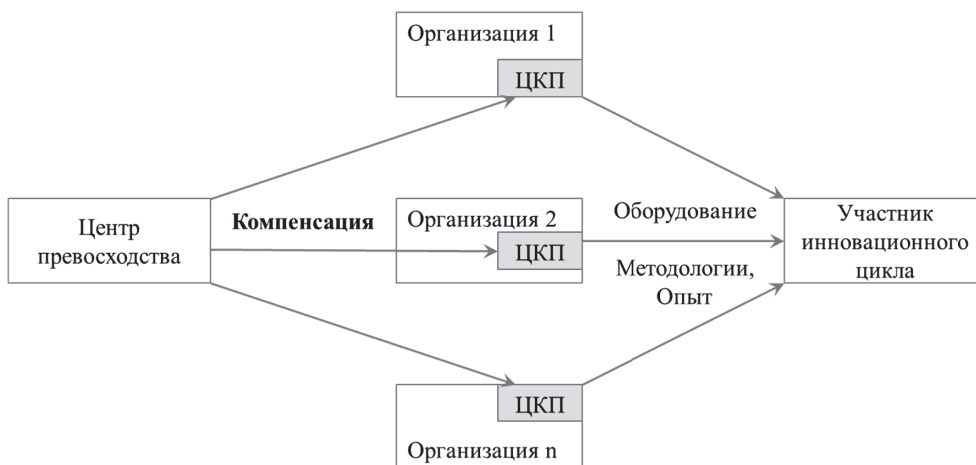 Организация 1
ЦКП
Центр
превосходства
Компенсация
Организация 2
ЦКП
Оборудование
Методологии,
Опыт
Участник
инновационного
цикла
ЦКП
Организация n